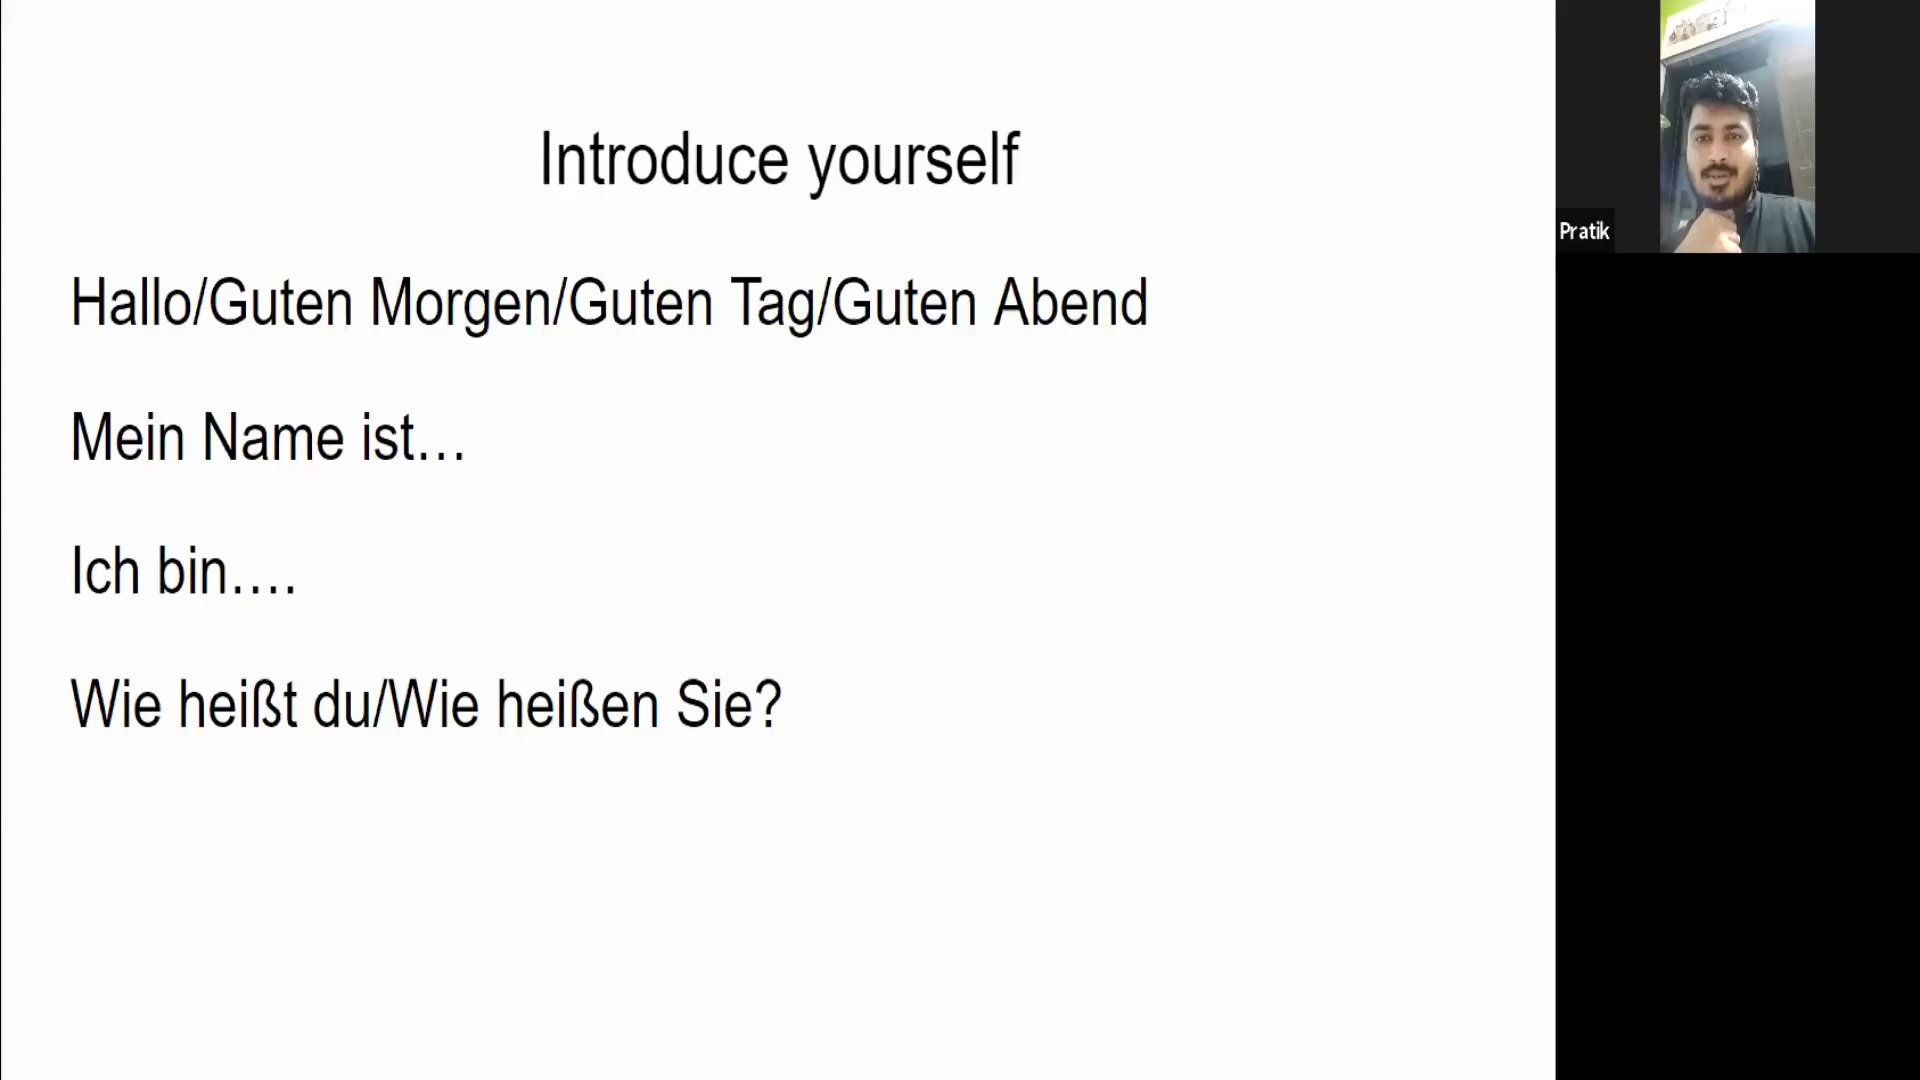 Introduce yourself
Hallo/Guten Morgen/Guten Tag/Guten Abend
Mein Name ist…
Ich bin….
Wie heißt du/Wie heißen Sie?
Pratik